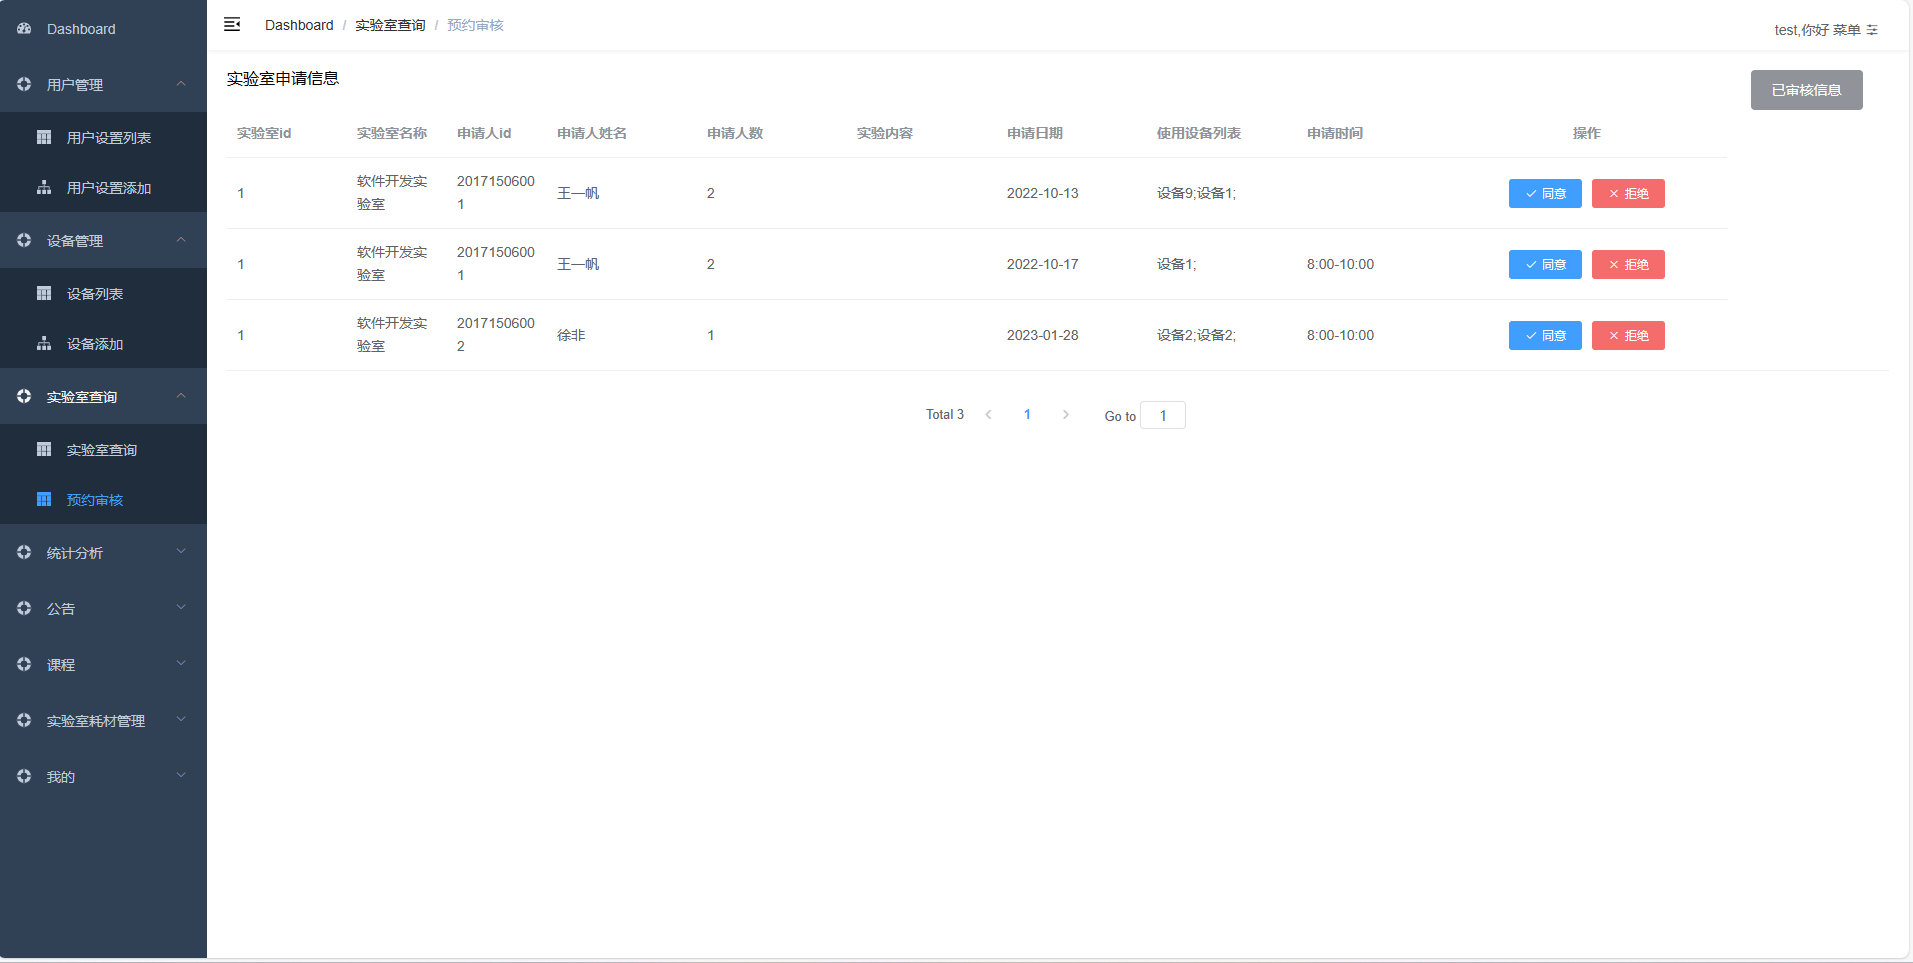 Dashboard
用户管理
用户设置列表
用户设置添加
设备管理
设备列表
设备添加
实验室查询
实验室查询
预约审核
统计分析
公告
课程
实验室耗材管理
我的
Dashboard / 实验室查询 / 预约审核
test,你好 菜单
实验室申请信息
已审核信息
实验室id 实验室名称 申请人id 申请人姓名 申请人数 实验内容 申请日期 使用设备列表 申请时间 操作
1 软件开发实验室 20171506001 王一帆 2 2022-10-13 设备9;设备1; 同意 拒绝
1 软件开发实验室 20171506001 王一帆 2 2022-10-17 设备1; 8:00-10:00 同意 拒绝
1 软件开发实验室 20171506002 徐非 1 2023-01-28 设备2;设备2; 8:00-10:00 同意 拒绝
Total 3 1 Go to 1